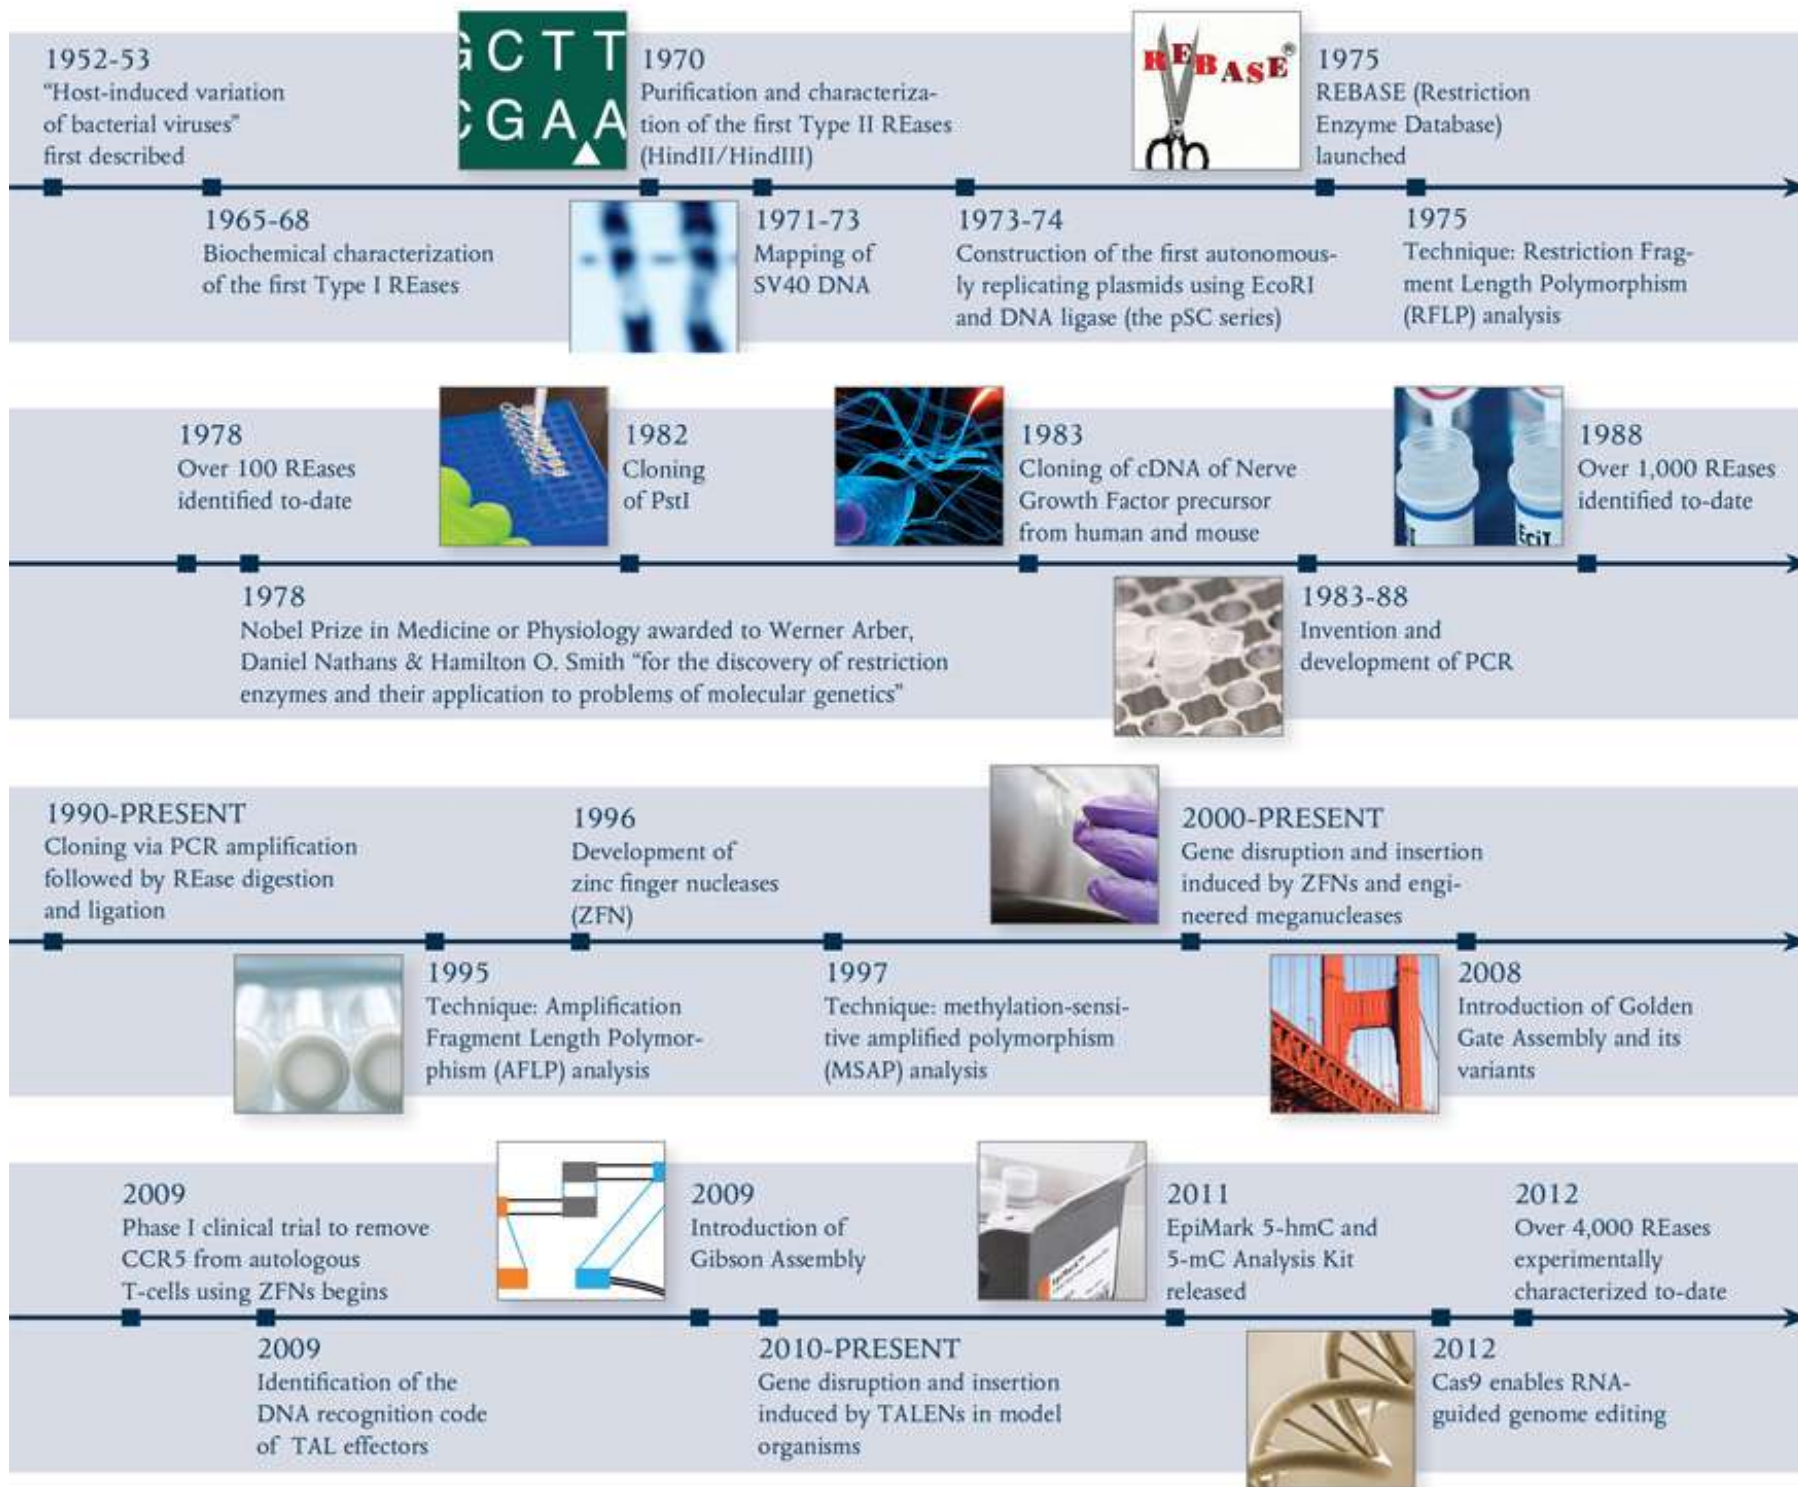 GCTT
CGAA
1952-53
“Host-induced variation
of bacterial viruses”
first described
1970
Purification and characteriza-
tion of the first Type II REases
(HindII/HindIII)
REBASE®
1975
REBASE (Restriction
Enzyme Database)
launched
1965-68
Biochemical characterization
of the first Type I REases
1971-73
Mapping of
SV40 DNA
1973-74
Construction of the first autonomous-
ly replicating plasmids using EcoRI
and DNA ligase (the pSC series)
1975
Technique: Restriction Frag-
ment Length Polymorphism
(RFLP) analysis
1978
Over 100 REases
identified to-date
1982
Cloning
of PstI
1983
Cloning of cDNA of Nerve
Growth Factor precursor
from human and mouse
1988
Over 1,000 REases
identified to-date
1978
Nobel Prize in Medicine or Physiology awarded to Werner Arber,
Daniel Nathans & Hamilton O. Smith “for the discovery of restriction
enzymes and their application to problems of molecular genetics”
1983-88
Invention and
development of PCR
1990-PRESENT
Cloning via PCR amplification
followed by REase digestion
and ligation
1996
Development of
zinc finger nucleases
(ZFN)
2000-PRESENT
Gene disruption and insertion
induced by ZFNs and engi-
neered meganucleases
1995
Technique: Amplification
Fragment Length Polymor-
phism (AFLP) analysis
1997
Technique: methylation-sensi-
tive amplified polymorphism
(MSAP) analysis
2008
Introduction of Golden
Gate Assembly and its
variants
2009
Phase I clinical trial to remove
CCR5 from autologous
T-cells using ZFNs begins
2009
Introduction of
Gibson Assembly
2011
EpiMark 5-hmC and
5-mC Analysis Kit
released
2012
Over 4,000 REases
experimentally
characterized to-date
2009
Identification of the
DNA recognition code
of TAL effectors
2010-PRESENT
Gene disruption and insertion
induced by TALENs in model
organisms
2012
Cas9 enables RNA-
guided genome editing